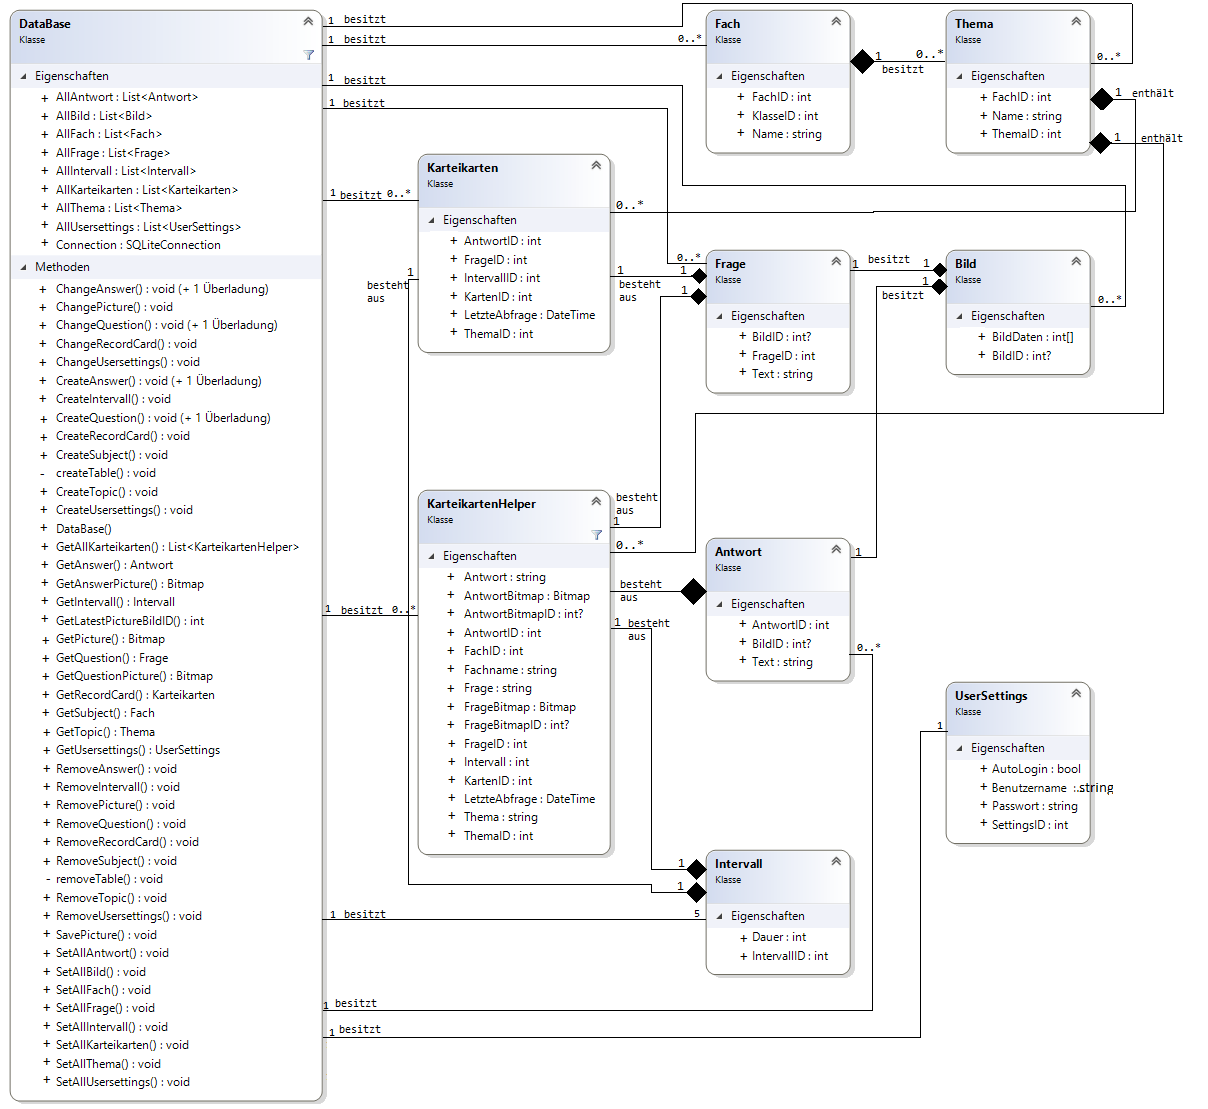 DataBase
Klasse
Eigenschaften
+ AllAntwort : List<Antwort>
+ AllBild : List<Bild>
+ AllFach : List<Fach>
+ AllFrage : List<Frage>
+ AllIntervall : List<Intervall>
+ AllKarteikarten : List<Karteikarten>
+ AllThema : List<Thema>
+ AllUsersettings : List<UserSettings>
+ Connection : SQLiteConnection
Methoden
+ ChangeAnswer() : void (+ 1 Überladung)
+ ChangePicture() : void
+ ChangeQuestion() : void (+ 1 Überladung)
+ ChangeRecordCard() : void
+ ChangeUsersettings() : void
+ CreateAnswer() : void (+ 1 Überladung)
+ CreateIntervall() : void
+ CreateQuestion() : void (+ 1 Überladung)
+ CreateRecordCard() : void
+ CreateSubject() : void
- createTable() : void
+ CreateTopic() : void
+ CreateUsersettings() : void
+ DataBase()
+ GetAllKarteikarten() : List<KarteikartenHelper>
+ GetAnswer() : Antwort
+ GetAnswerPicture() : Bitmap
+ GetIntervall() : Intervall
+ GetLatestPictureBildID() : int
+ GetPicture() : Bitmap
+ GetQuestion() : Frage
+ GetQuestionPicture() : Bitmap
+ GetRecordCard() : Karteikarten
+ GetSubject() : Fach
+ GetTopic() : Thema
+ GetUsersettings() : UserSettings
+ RemoveAnswer() : void
+ RemoveIntervall() : void
+ RemovePicture() : void
+ RemoveQuestion() : void
+ RemoveRecordCard() : void
+ RemoveSubject() : void
- removeTable() : void
+ RemoveTopic() : void
+ RemoveUsersettings() : void
+ SavePicture() : void
+ SetAllAntwort() : void
+ SetAllBild() : void
+ SetAllFach() : void
+ SetAllFrage() : void
+ SetAllIntervall() : void
+ SetAllKarteikarten() : void
+ SetAllThema() : void
+ SetAllUsersettings() : void
1 besitzt
0..*
1 besitzt
0..*
1 besitzt
0..*
1 besitzt
0..*
1 besitzt 0..*
1 besitzt 0..*
1 besitzt
5
1 besitzt
0..*
1 besitzt
1
Fach
Klasse
Eigenschaften
+ FachID : int
+ KlasseID : int
+ Name : string
1
besitzt
0..*
Thema
Klasse
Eigenschaften
+ FachID : int
+ Name : string
+ ThemaID : int
1 enthält
1 enthält
Karteikarten
Klasse
Eigenschaften
+ AntwortID : int
+ FrageID : int
+ IntervallID : int
+ KartenID : int
+ LetzteAbfrage : DateTime
+ ThemaID : int
0..*
1
besteht
aus
1
1
besteht
aus
1
1
Frage
Klasse
Eigenschaften
+ BildID : int?
+ FrageID : int
+ Text : string
1 besitzt 1
besitzt 1
Bild
Klasse
Eigenschaften
+ BildDaten : int[]
+ BildID : int?
KarteikartenHelper
Klasse
Eigenschaften
+ Antwort : string
+ AntwortBitmap : Bitmap
+ AntwortBitmapID : int?
+ AntwortID : int
+ FachID : int
+ Fachname : string
+ Frage : string
+ FrageBitmap : Bitmap
+ FrageBitmapID : int?
+ FrageID : int
+ Intervall : int
+ KartenID : int
+ LetzteAbfrage : DateTime
+ Thema : string
+ ThemaID : int
besteht
aus
1
0..*
besteht
aus
1 besteht
aus
Antwort
Klasse
Eigenschaften
+ AntwortID : int
+ BildID : int?
+ Text : string
1
UserSettings
Klasse
Eigenschaften
+ AutoLogin : bool
+ Benutzername :.string
+ Passwort : string
+ SettingsID : int
1
1
Intervall
Klasse
Eigenschaften
+ Dauer : int
+ IntervallID : int